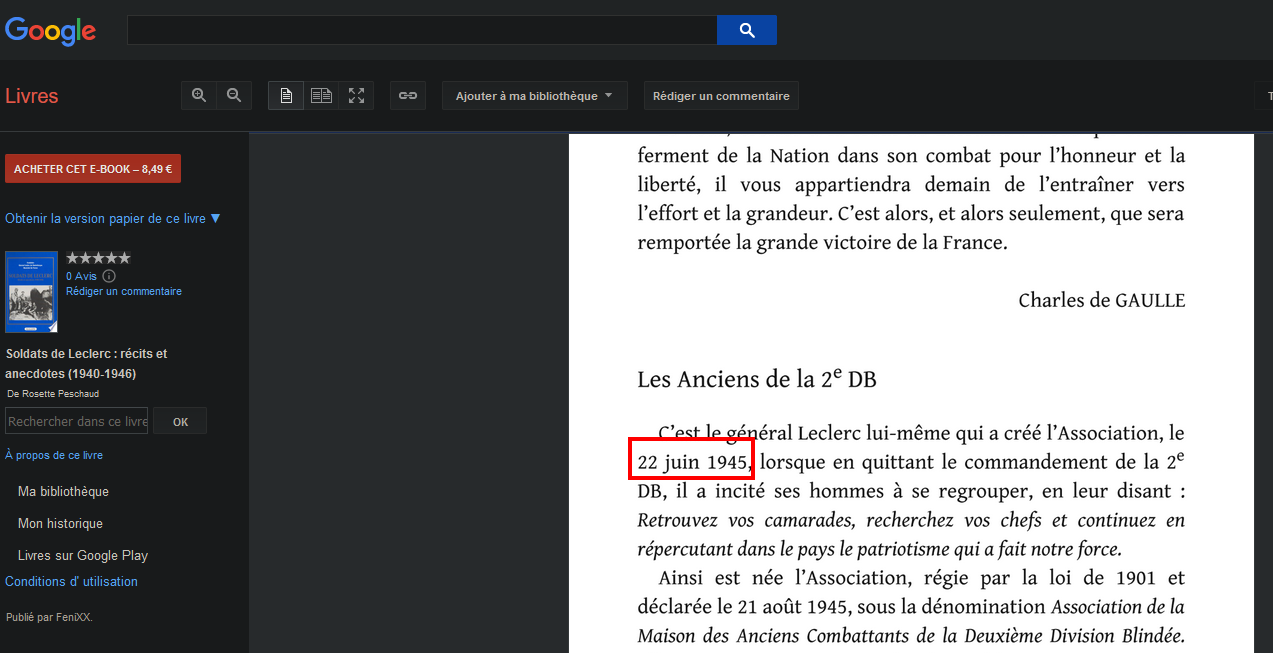 Google
Livres
Ajouter à ma bibliothèque
Rédiger un commentaire
T
ACHETER CET E-BOOK – 8,49 €
Obtenir la version papier de ce livre ▼
0 Avis
Rédiger un commentaire
Soldats de Leclerc : récits et
anecdotes (1940-1946)
De Rosette Peschaud
Rechercher dans ce livre
OK
À propos de ce livre
Ma bibliothèque
Mon historique
Livres sur Google Play
Conditions d' utilisation
Publié par FeniXX.
ferment de la Nation dans son combat pour l’honneur et la
liberté, il vous appartiendra demain de l’entraîner vers
l’effort et la grandeur. C’est alors, et alors seulement, que sera
remportée la grande victoire de la France.
Charles de GAULLE
Les Anciens de la 2e DB
C’est le général Leclerc lui-même qui a créé l’Association, le
22 juin 1945, lorsque en quittant le commandement de la 2e
DB, il a incité ses hommes à se regrouper, en leur disant :
Retrouvez vos camarades, recherchez vos chefs et continuez en
répercutant dans le pays le patriotisme qui a fait notre force.
Ainsi est née l’Association, régie par la loi de 1901 et
déclarée le 21 août 1945, sous la dénomination Association de la
Maison des Anciens Combattants de la Deuxième Division Blindée.